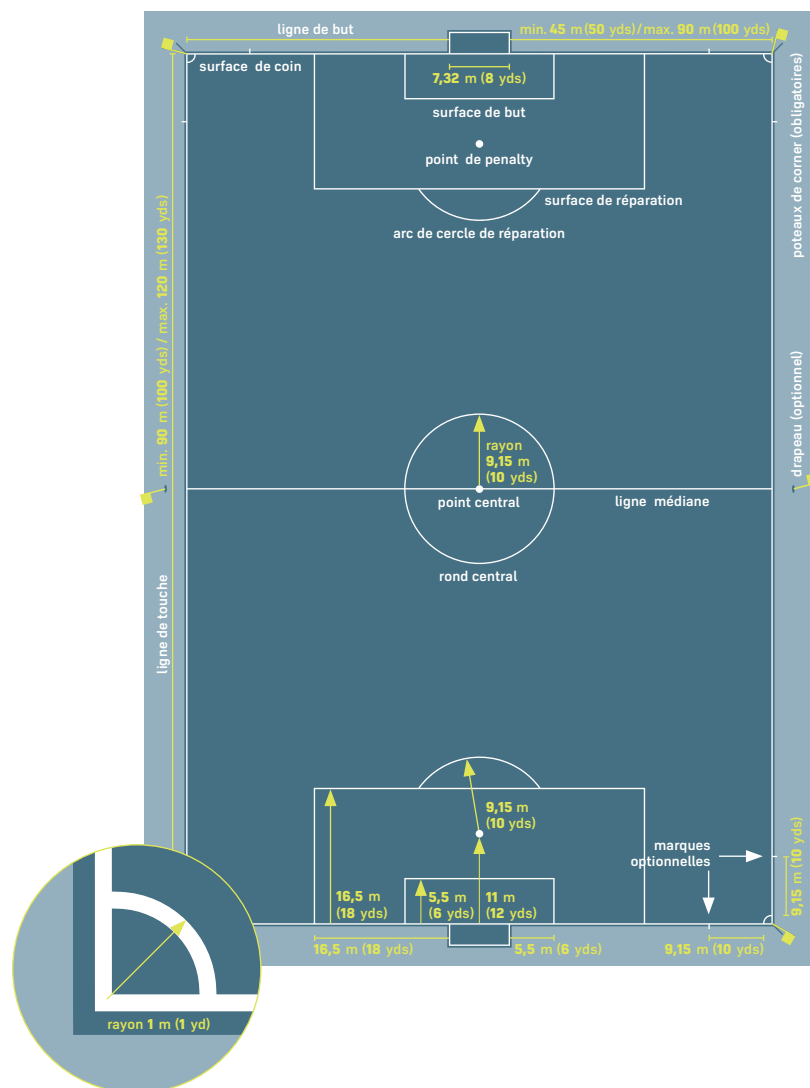 ligne de but
min. 45 m (50 yds)/max. 90 m (100 yds)
surface de coin
7,32 m (8 yds)
surface de but
point de penalty
surface de réparation
arc de cercle de réparation
poteaux de corner (obligatoires)
min. 90 m (100 yds) / max. 120 m (130 yds)
drapeau (optionnel)
rayon
9,15 m
(10 yds)
point central
ligne médiane
rond central
ligne de touche
9,15 m
(10 yds)
marques
optionnelles
9,15 m (10 yds)
16,5 m
(18 yds)
5,5 m
(6 yds)
11 m
(12 yds)
16,5 m (18 yds)
5,5 m (6 yds)
9,15 m (10 yds)
rayon 1 m (1 yd)